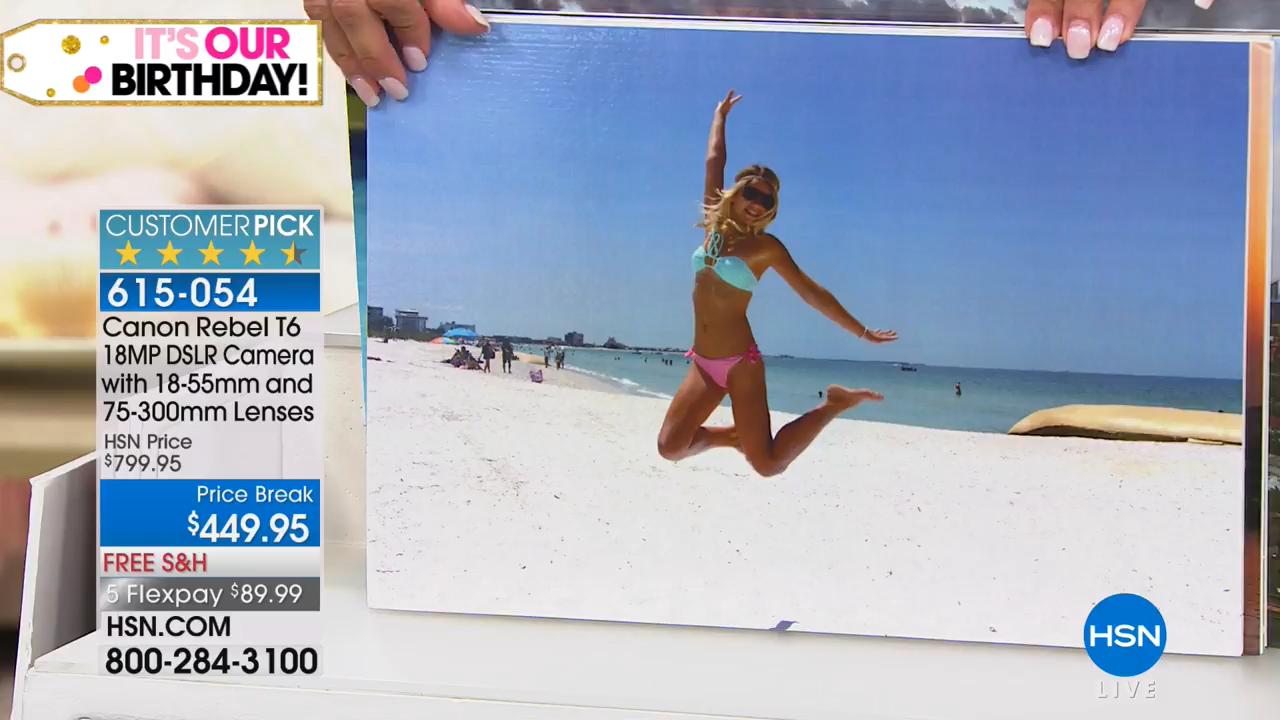 IT'S OUR
BIRTHDAY!
CUSTOMER PICK
615-054
Canon Rebel T6
18MP DSLR Camera
with 18-55mm and
75-300mm Lenses
HSN Price
$799.95
Price Break
$449.95
FREE S&H
5 Flexpay $89.99
HSN.COM
800-284-3100
HSN
LIVE